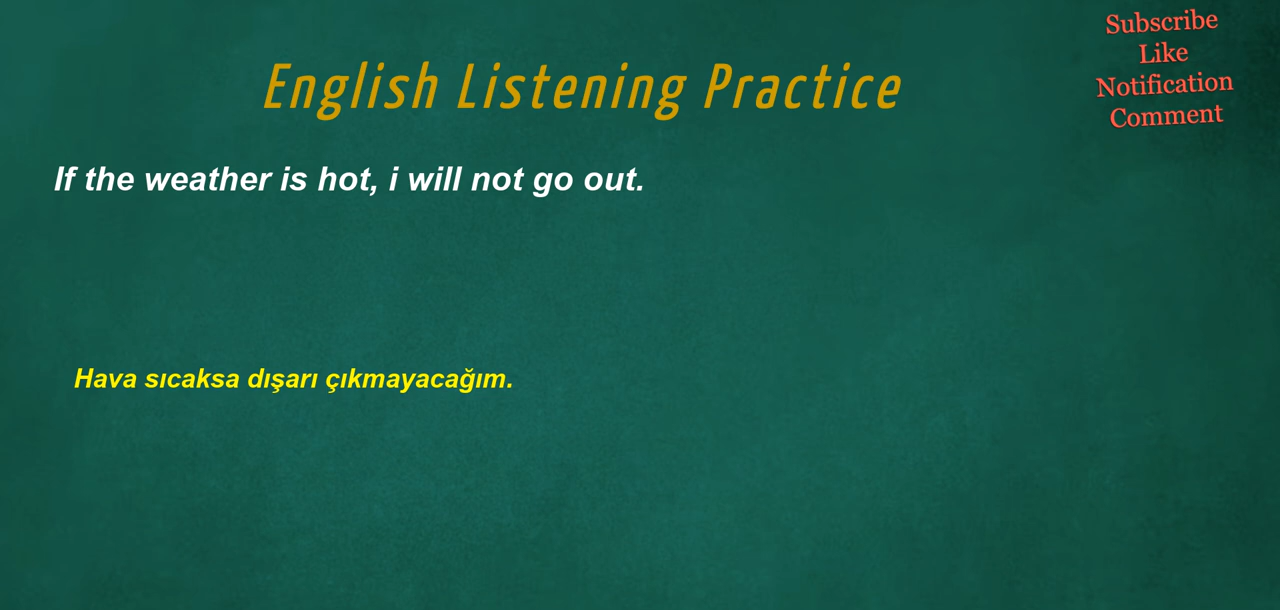 Subscribe
Like
Notification
Comment
English Listening Practice
If the weather is hot, i will not go out.
Hava sıcaksa dışarı çıkmayacağım.